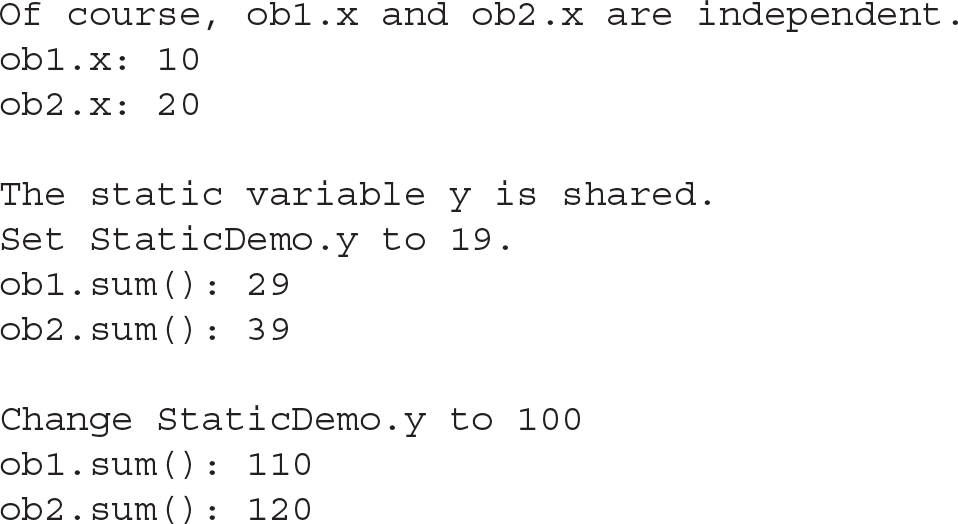 Of course, ob1.x and ob2.x are independent.
ob1.x: 10
ob2.x: 20
The static variable y is shared.
Set StaticDemo.y to 19.
ob1.sum(): 29
ob2.sum(): 39
Change StaticDemo.y to 100
ob1.sum(): 110
ob2.sum(): 120